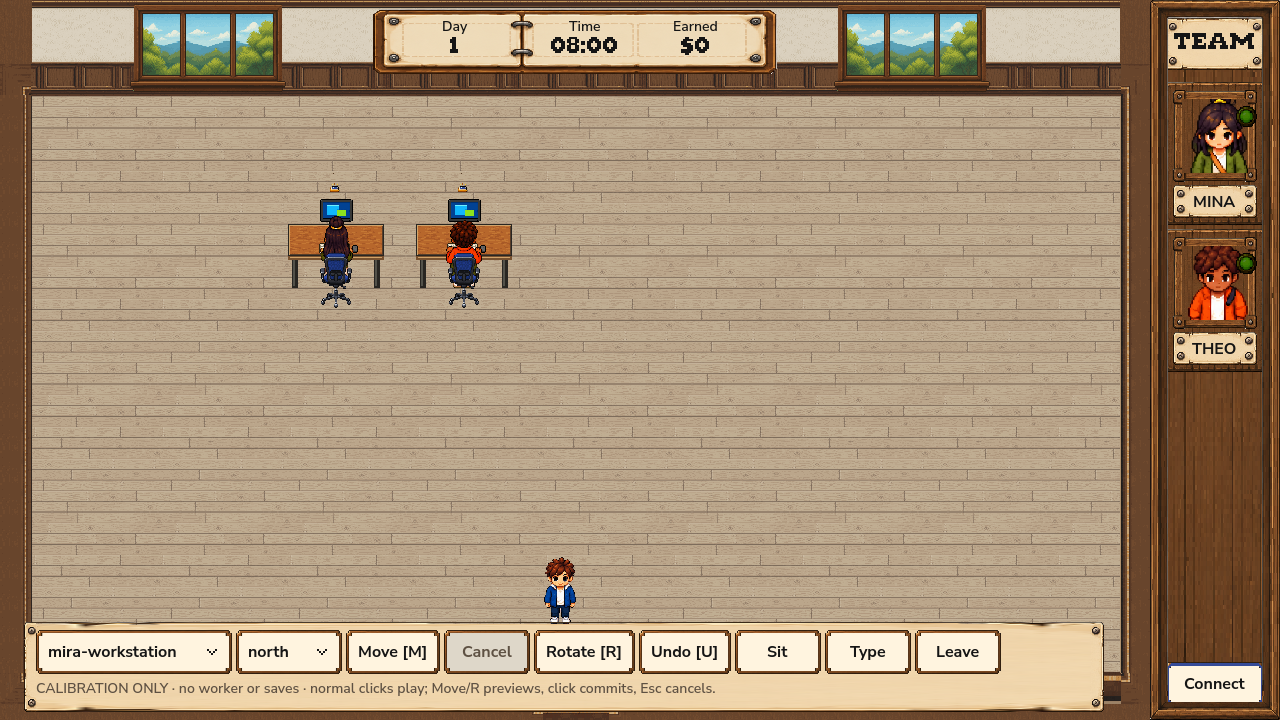 Day
1
Time
08:00
Earned
$0
TEAM
MINA
THEO
mira-workstation
north
Move [M]
Cancel
Rotate [R]
Undo [U]
Sit
Type
Leave
CALIBRATION ONLY · no worker or saves · normal clicks play; Move/R previews, click commits, Esc cancels.
Connect